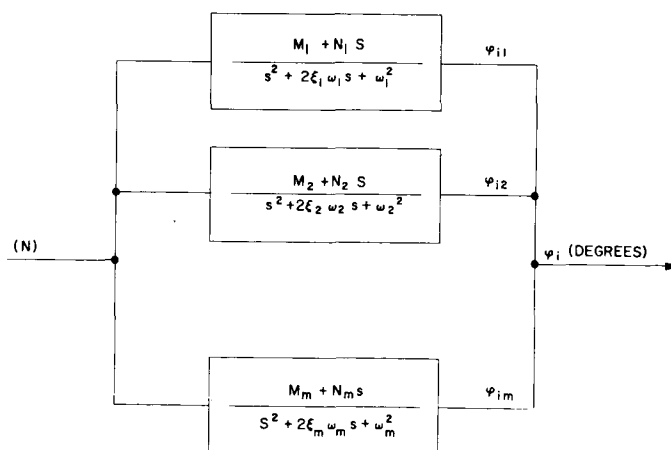 M₁ + N₁ S
s² + 2ξ₁ ω₁ s + ω₁²
φᵢ₁
M₂ + N₂ S
s² + 2ξ₂ ω₂ s + ω₂²
φᵢ₂
(N)
φᵢ (DEGREES)
Mₘ + Nₘ s
S² + 2ξₘ ωₘ s + ωₘ²
φᵢₘ